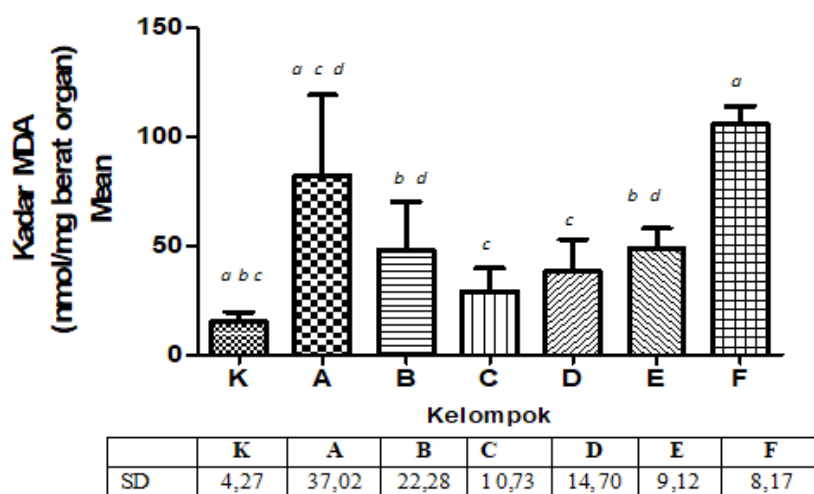 150
100
50
0
Kadar MDA
(nmol/mg berat organ)
Mean
a b c
a c d
b d
c
c
b d
a
K A B C D E F
Kelompok
K A B C D E F
SD 4,27 37,02 22,28 10,73 14,70 9,12 8,17